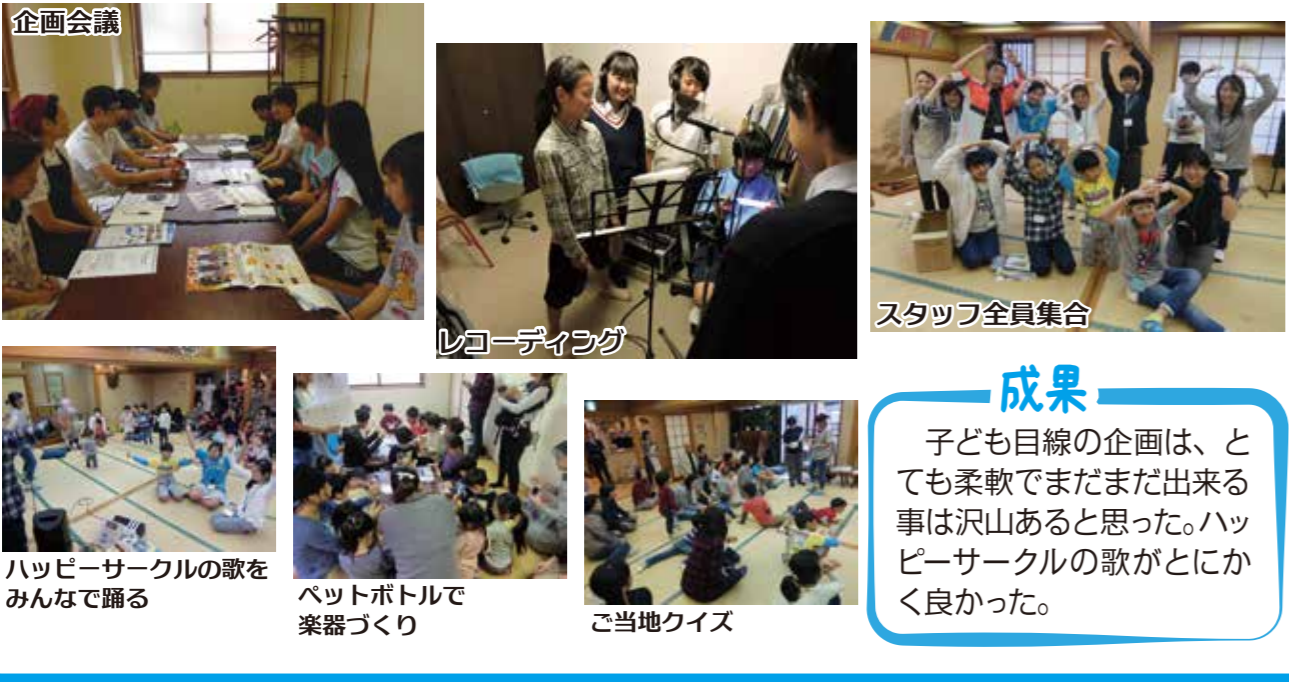 企画会議
レコーディング
スタッフ全員集合
ハッピーサークルの歌を
みんなで踊る
ペットボトルで
楽器づくり
ご当地クイズ
成果
子ども目線の企画は、と
ても柔軟でまだまだ出来る
事は沢山あると思った。ハッ
ピーサークルの歌がとにか
く良かった。